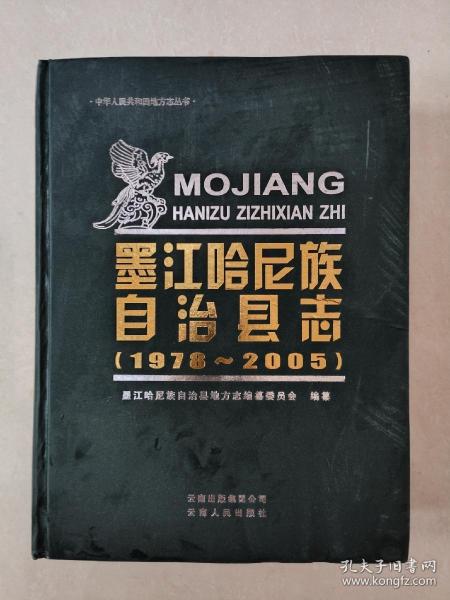 ·中华人民共和国地方志丛书·
MOJIANG
HANIZU ZIZHIXIAN ZHI
墨江哈尼族
自治县志
(1978～2005)
墨江哈尼族自治县地方志编纂委员会 编纂
云南出版集团公司
云南人民出版社
孔夫子旧书网
www.kongfz.com